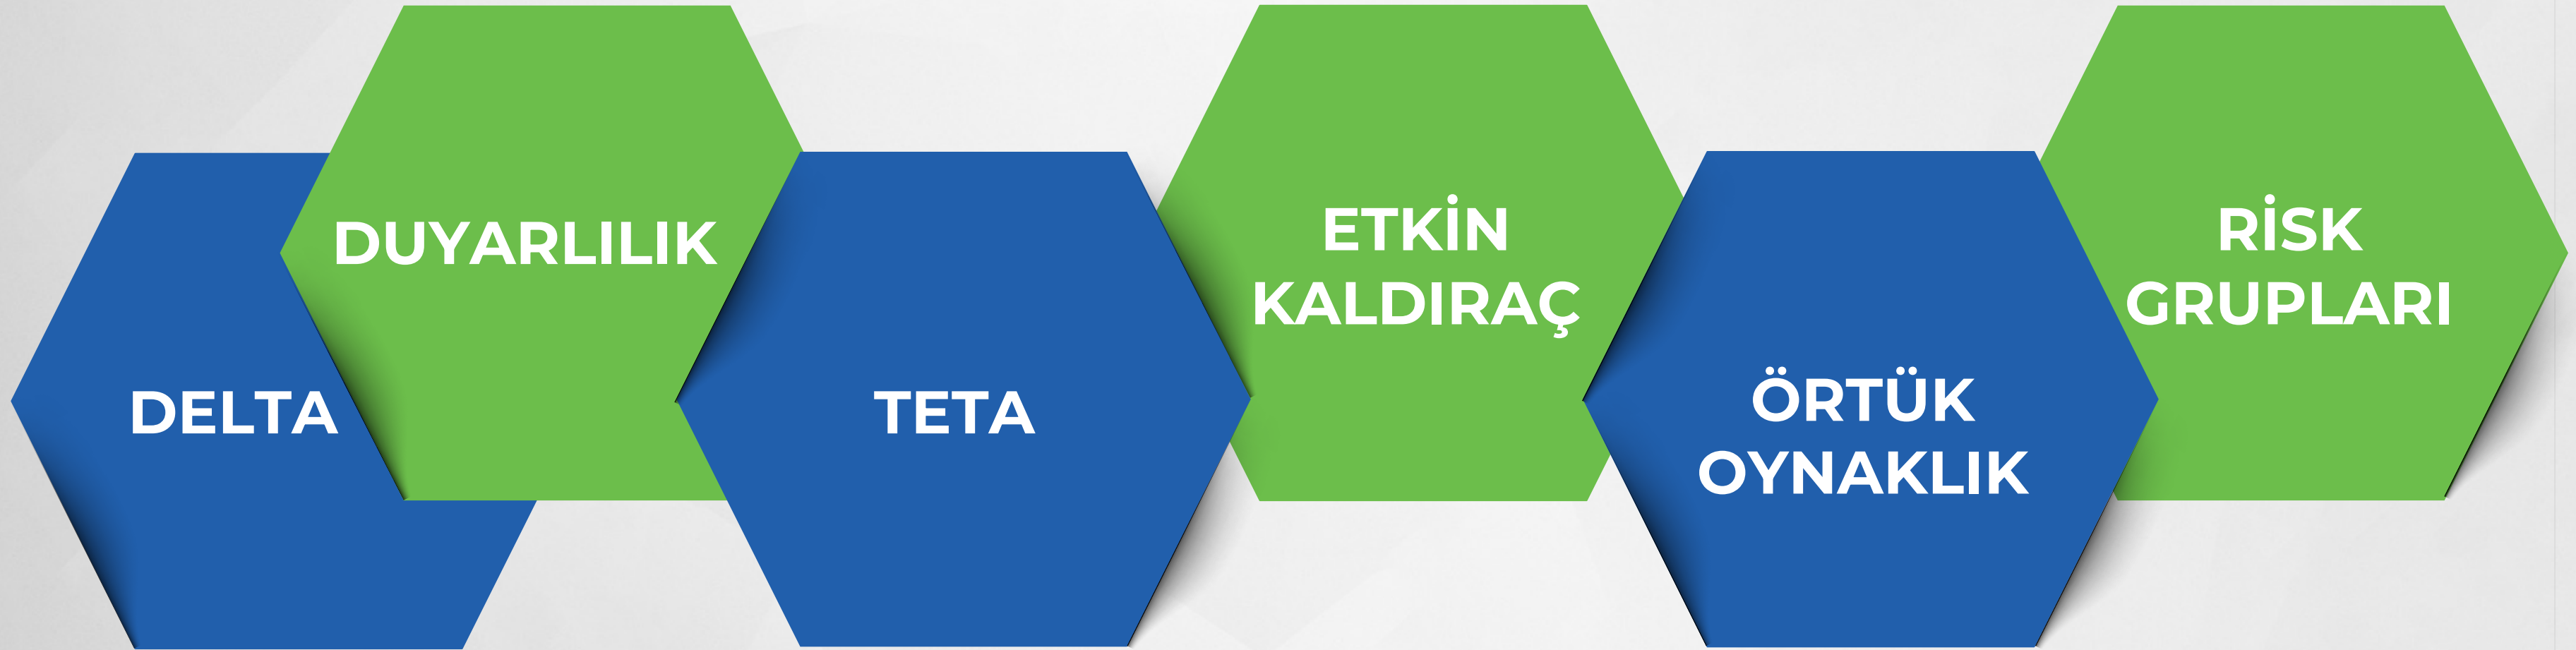 DELTA
DUYARLILIK
TETA
ETKİN
KALDIRAÇ
ÖRTÜK
OYNAKLIK
RİSK
GRUPLARI